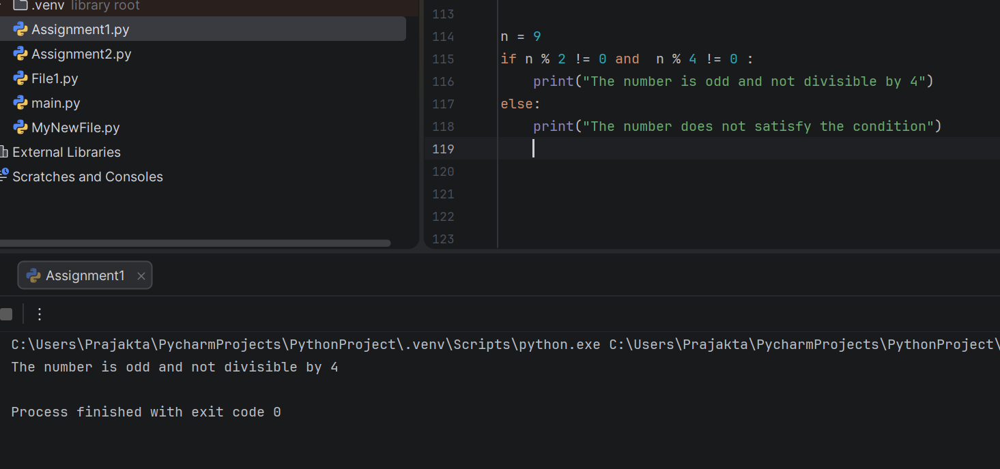 .venv library root
Assignment1.py
Assignment2.py
File1.py
main.py
MyNewFile.py
External Libraries
Scratches and Consoles
113
114 n = 9
115 if n % 2 != 0 and  n % 4 != 0 :
116     print("The number is odd and not divisible by 4")
117 else:
118     print("The number does not satisfy the condition")
119
120
121
122
123
Assignment1
C:\Users\Prajakta\PycharmProjects\PythonProject\.venv\Scripts\python.exe C:\Users\Prajakta\PycharmProjects\PythonProject\
The number is odd and not divisible by 4
Process finished with exit code 0